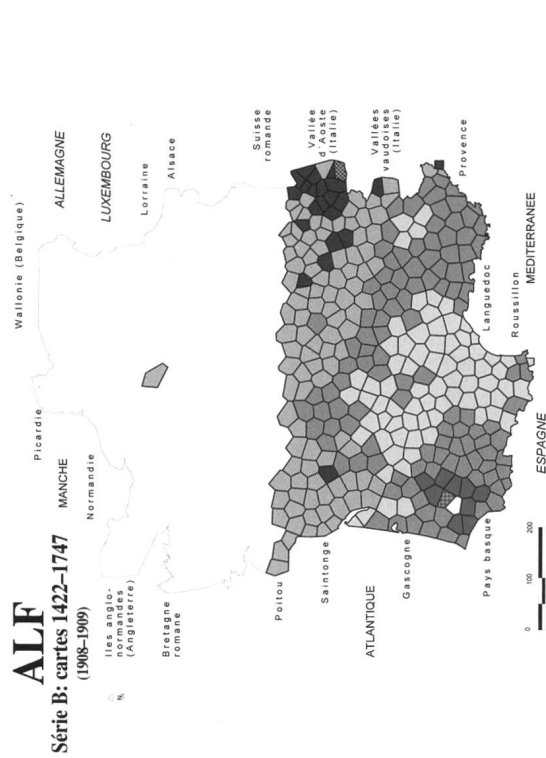 ALF
Série B: cartes 1422–1747
(1908–1909)
N
Iles anglo-
normandes
(Angleterre)
Bretagne
romane
MANCHE
Normandie
Picardie
Wallonie (Belgique)
ALLEMAGNE
LUXEMBOURG
Lorraine
Alsace
Suisse
romande
Vallée
d'Aoste
(Italie)
Vallées
vaudoises
(Italie)
Provence
Poitou
Saintonge
ATLANTIQUE
Gascogne
Pays basque
Languedoc
Roussillon
MEDITERRANEE
ESPAGNE
0 100 200